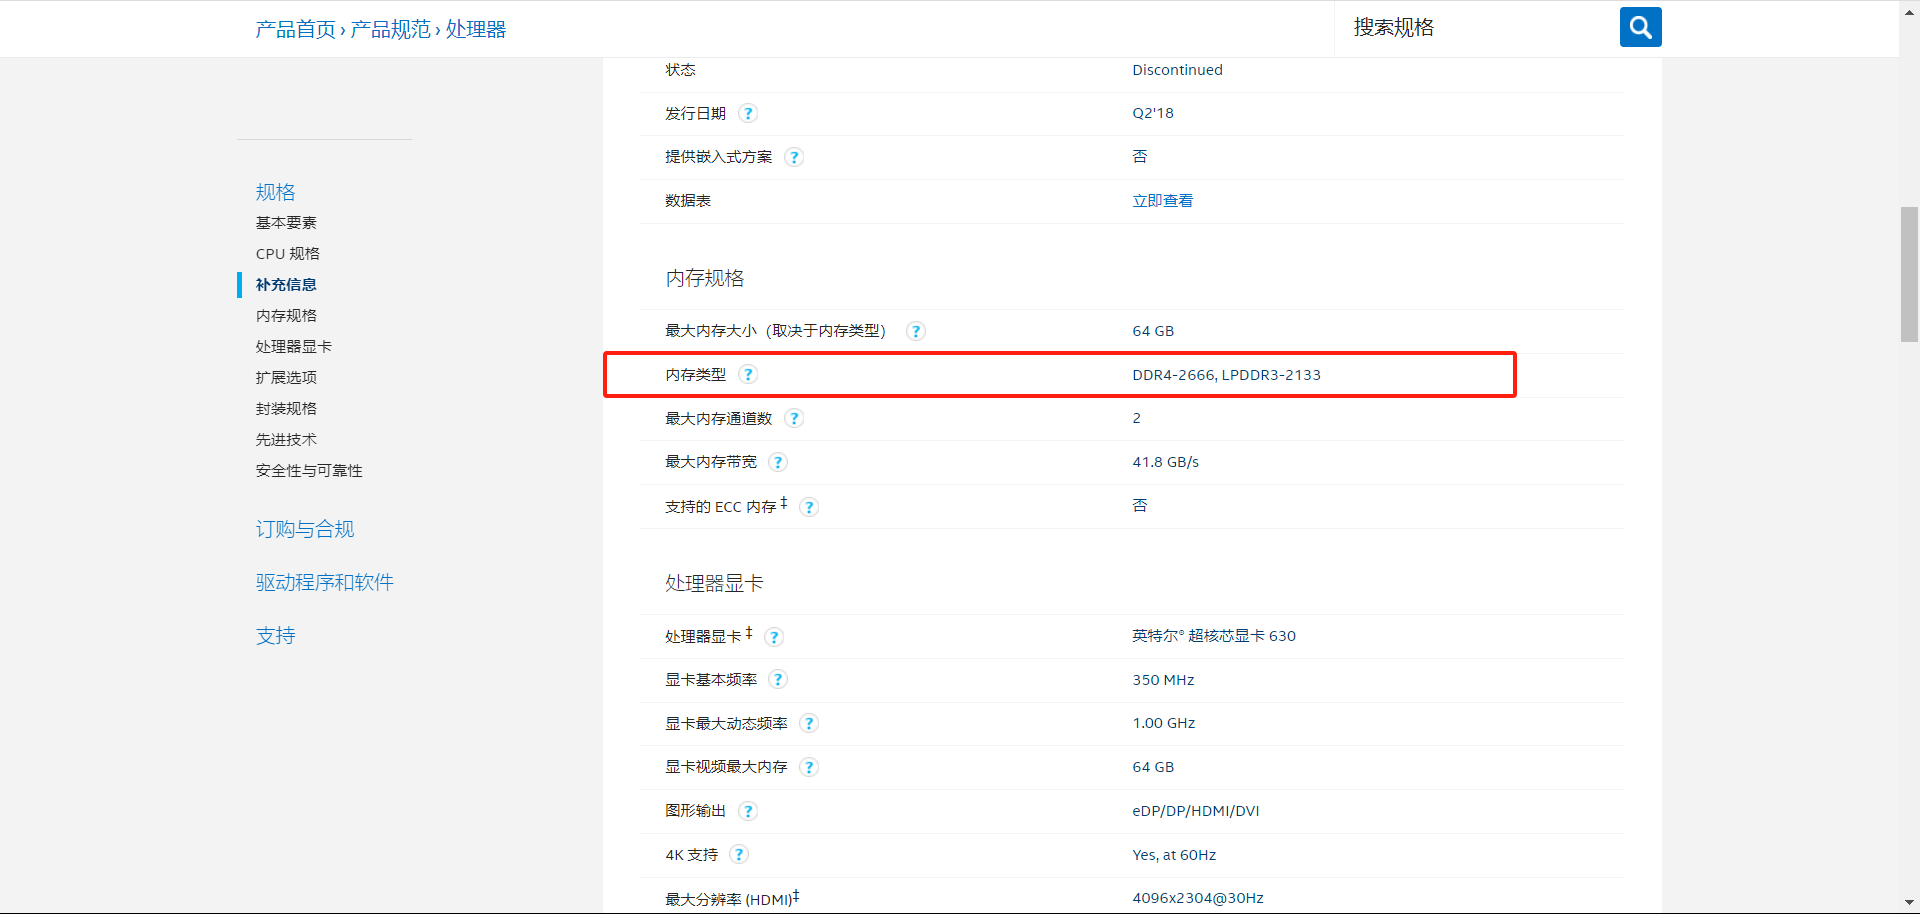 产品首页 › 产品规范 › 处理器
搜索规格
规格
基本要素
CPU 规格
补充信息
内存规格
处理器显卡
扩展选项
封装规格
先进技术
安全性与可靠性
订购与合规
驱动程序和软件
支持
状态 Discontinued
发行日期 ? Q2'18
提供嵌入式方案 ? 否
数据表 立即查看
内存规格
最大内存大小（取决于内存类型） ? 64 GB
内存类型 ? DDR4-2666, LPDDR3-2133
最大内存通道数 ? 2
最大内存带宽 ? 41.8 GB/s
支持的 ECC 内存 ‡ ? 否
处理器显卡
处理器显卡 ‡ ? 英特尔® 超核芯显卡 630
显卡基本频率 ? 350 MHz
显卡最大动态频率 ? 1.00 GHz
显卡视频最大内存 ? 64 GB
图形输出 ? eDP/DP/HDMI/DVI
4K 支持 ? Yes, at 60Hz
最大分辨率 (HDMI)‡ 4096x2304@30Hz